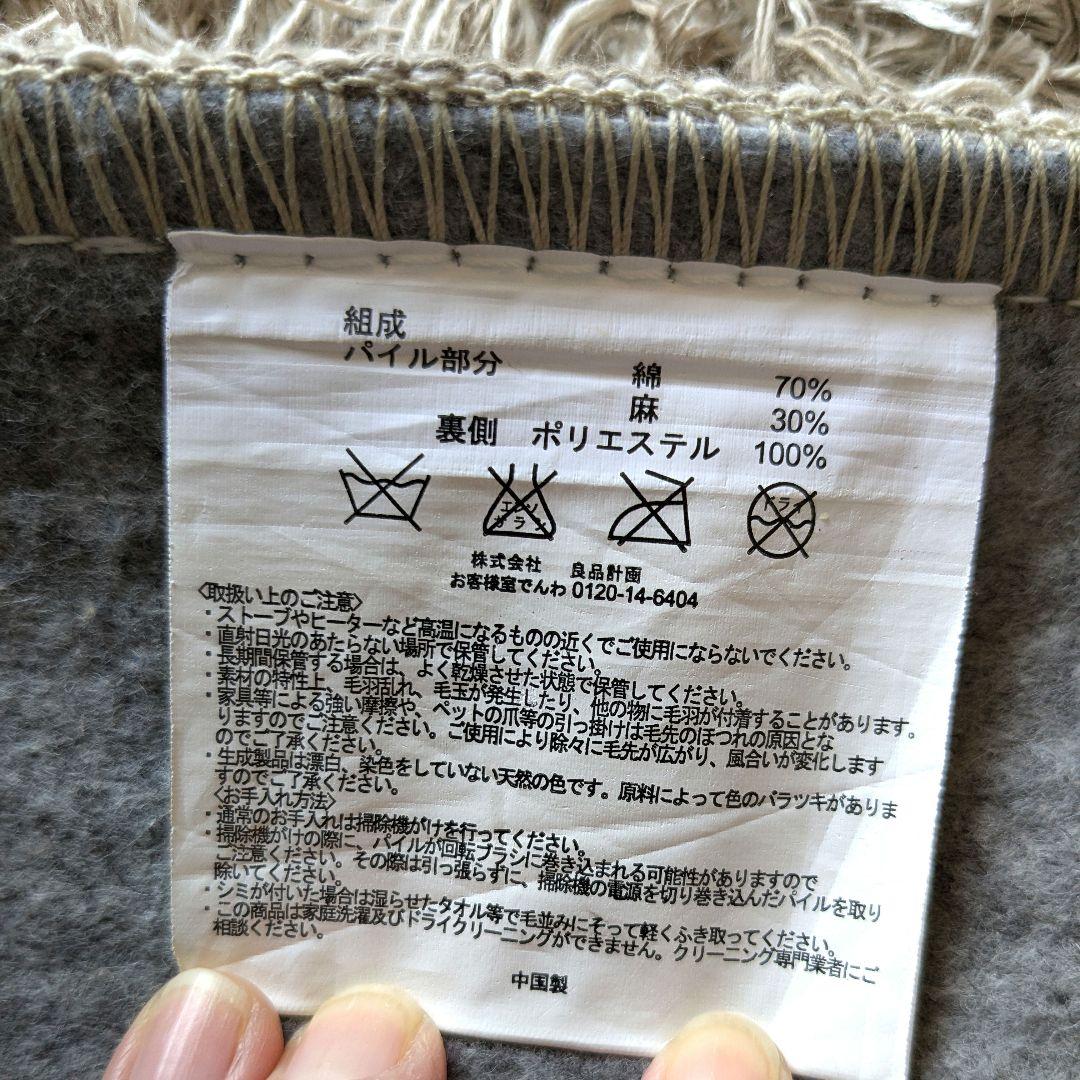 組成
パイル部分 綿 70%
麻 30%
裏側 ポリエステル 100%
エンソ
サラシ
ドライ
株式会社 良品計画
お客様室でんわ 0120-14-6404
〈取扱い上のご注意〉
・ストーブやヒーターなど高温になるものの近くでご使用にならないでください。
・直射日光のあたらない場所で保管してください。
・長期間保管する場合は、よく乾燥させた状態で保管してください。
・素材の特性上、毛羽乱れ、毛玉が発生したり、他の物に毛羽が付着することがあります。
・家具等による強い摩擦や、ペットの爪等の引っ掛けは毛先のほつれの原因とな
りますのでご注意ください。ご使用により除々に毛先が広がり、風合いが変化します
のでご了承ください。
・生成製品は漂白、染色をしていない天然の色です。原料によって色のバラツキがありま
すのでご了承ください。
〈お手入れ方法〉
・通常のお手入れは掃除機がけを行ってください。
・掃除機がけの際に、パイルが回転ブラシに巻き込まれる可能性がありますので
ご注意ください。その際は引っ張らずに、掃除機の電源を切り巻き込んだパイルを取り
除いてください。
・シミが付いた場合は湿らせたタオル等で毛並みにそって軽くふき取ってください。
・この商品は家庭洗濯及びドライクリーニングができません。クリーニング専門業者にご
相談ください。
中国製